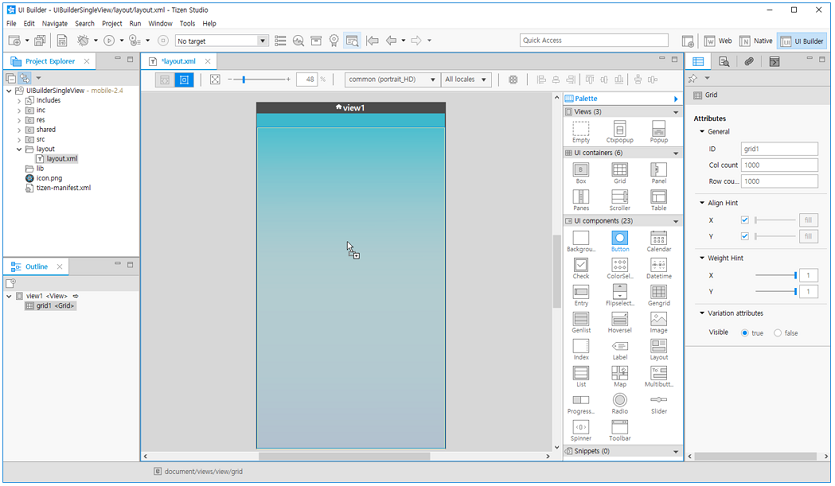 UI Builder - UIBuilderSingleView/layout/layout.xml - Tizen Studio
File Edit Navigate Search Project Run Window Tools Help
No target
Quick Access
Web
Native
UI Builder
Project Explorer
UIBuilderSingleView - mobile-2.4
Includes
inc
res
shared
src
layout
layout.xml
lib
icon.png
tizen-manifest.xml
Outline
view1 <View>
grid1 <Grid>
*layout.xml
48 %
common (portrait_HD)
All locales
view1
Palette
Views (3)
Empty Ctxpopup Popup
UI containers (6)
Box Grid Panel
Panes Scroller Table
UI components (23)
Backgrou... Button Calendar
Check ColorSel... Datetime
Entry Flipselect... Gengrid
Genlist Hoversel Image
Index Label Layout
List Map Multibutt...
Progress... Radio Slider
Spinner Toolbar
Snippets (0)
Grid
Attributes
General
ID grid1
Col count 1000
Row cou... 1000
Align Hint
X fill
Y fill
Weight Hint
X 1
Y 1
Variation attributes
Visible true false
document/views/view/grid